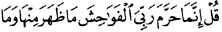 قُلْ إِنَّمَا حَرَّمَ رَبِّىَ ٱلْفَوَٰحِشَ مَا ظَهَرَ مِنْهَا وَمَا